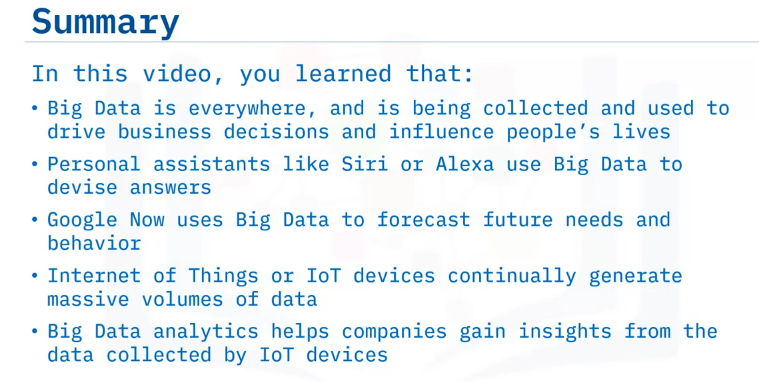 Summary
In this video, you learned that:
• Big Data is everywhere, and is being collected and used to
drive business decisions and influence people’s lives
• Personal assistants like Siri or Alexa use Big Data to
devise answers
• Google Now uses Big Data to forecast future needs and
behavior
• Internet of Things or IoT devices continually generate
massive volumes of data
• Big Data analytics helps companies gain insights from the
data collected by IoT devices